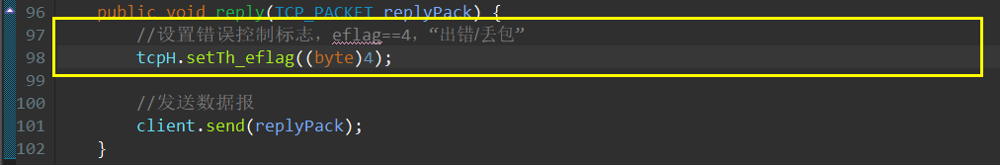 96 public void reply(TCP_PACKET replyPack) {
97 //设置错误控制标志，eflag==4，“出错/丢包”
98 tcpH.setTh_eflag((byte)4);
99
100 //发送数据报
101 client.send(replyPack);
102 }